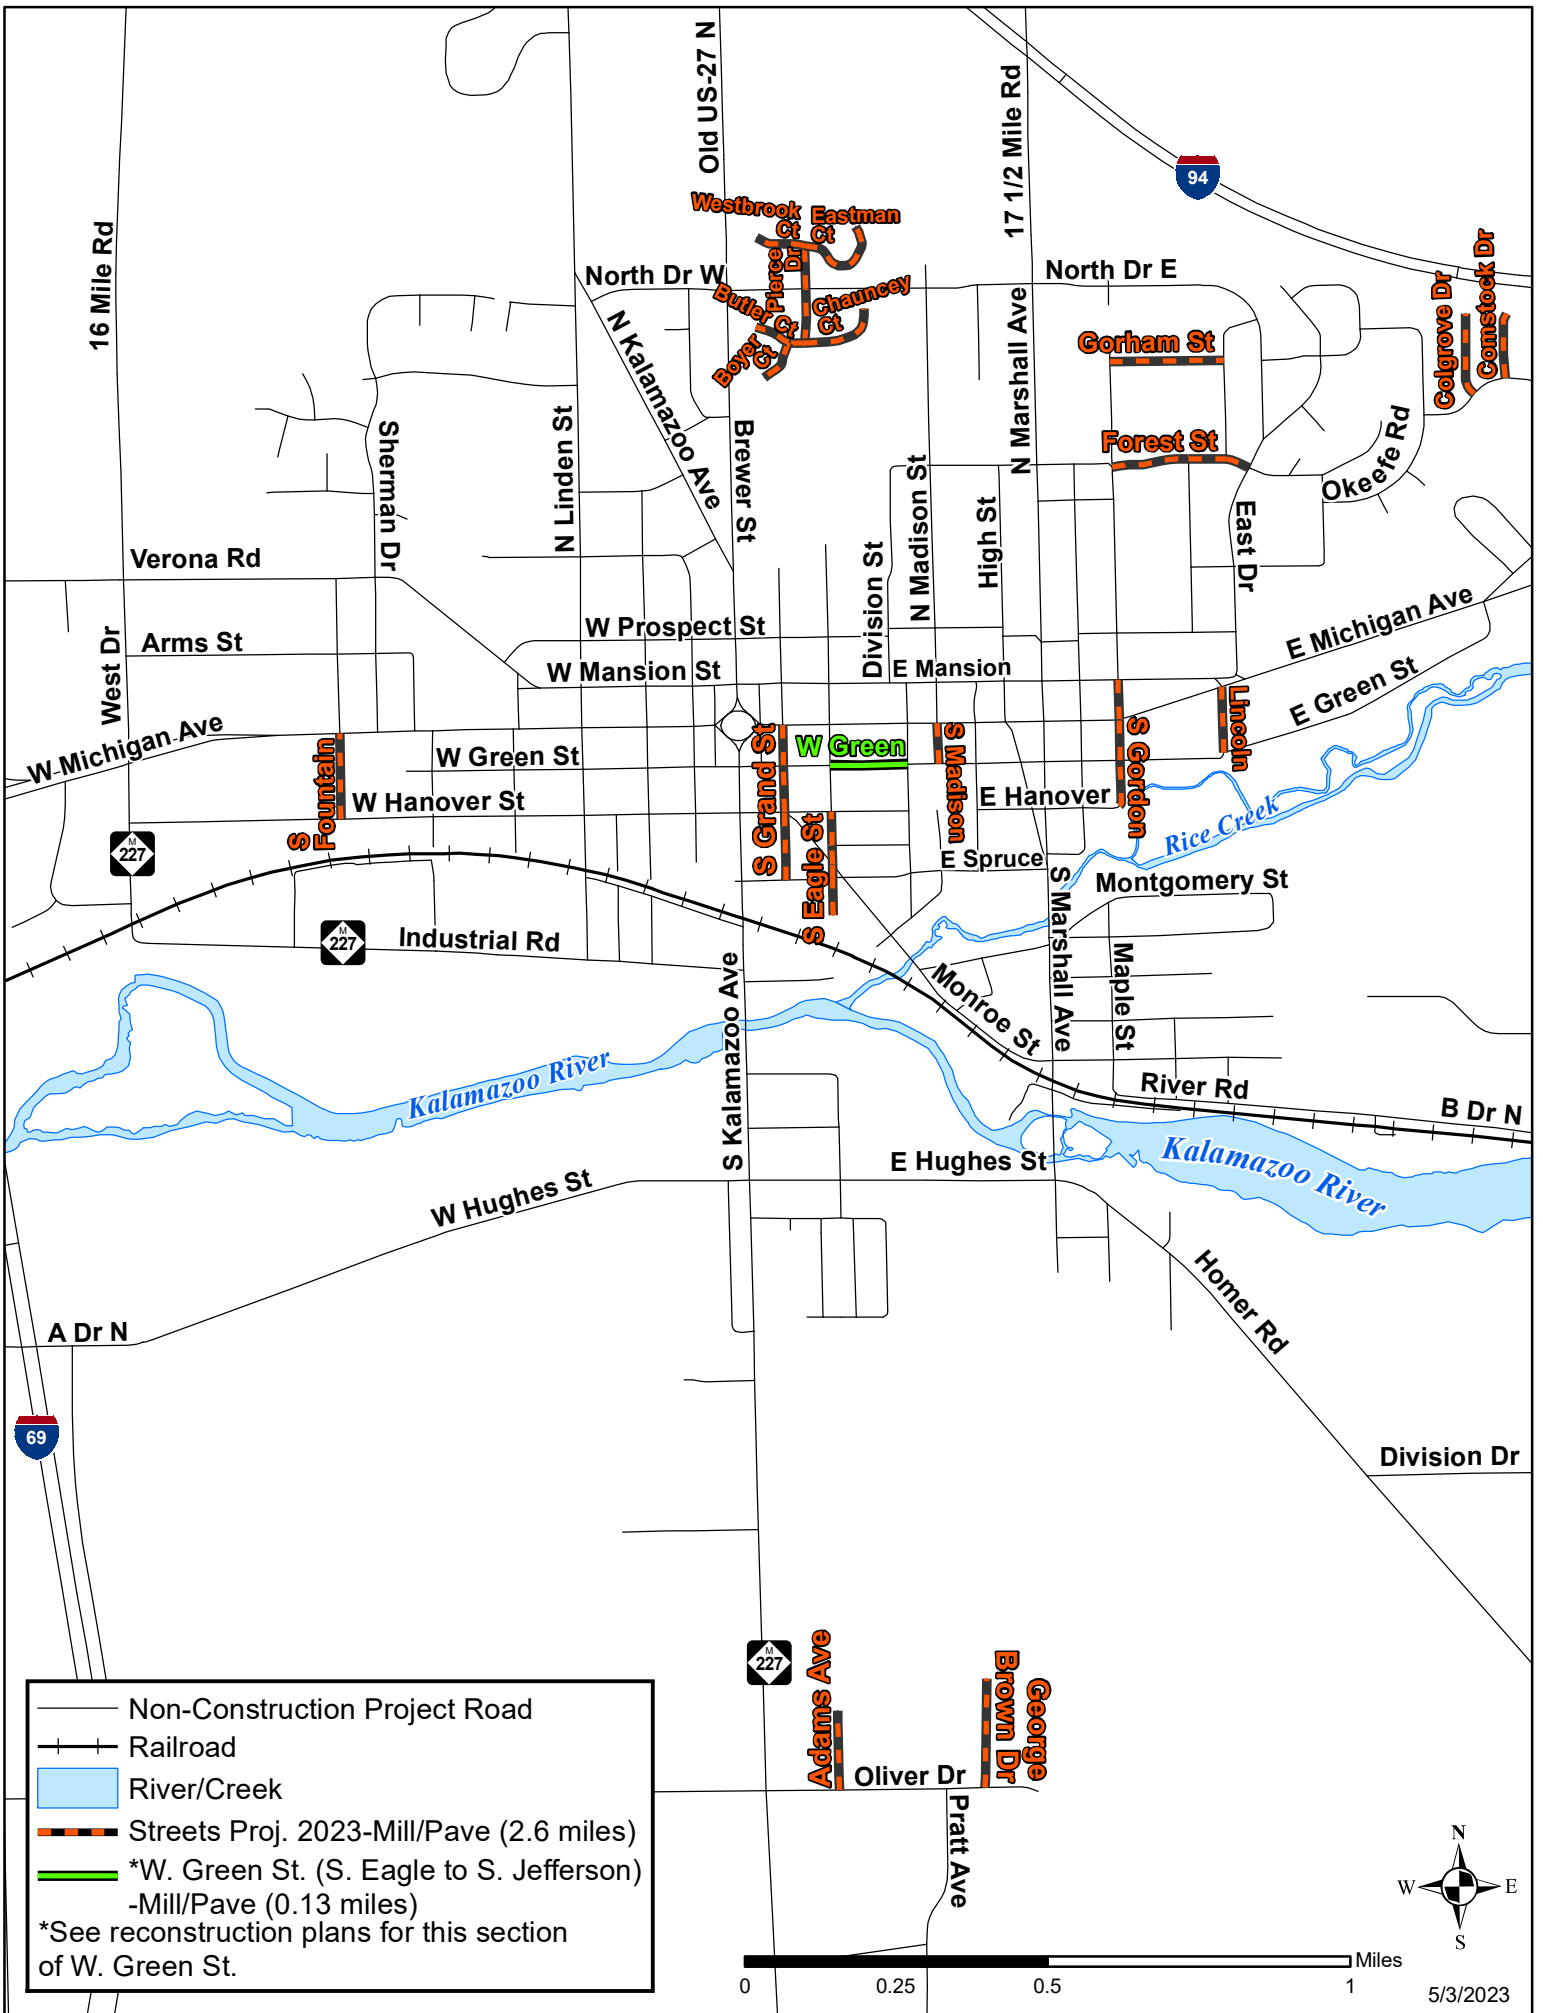 Old US-27 N
17 1/2 Mile Rd
94
16 Mile Rd
Westbrook
Ct
Eastman
Ct
Pierce
Dr
North Dr W
North Dr E
Butler Ct
Chauncey
Ct
Boyer
Ct
Colgrove Dr
Comstock Dr
N Kalamazoo Ave
N Marshall Ave
Gorham St
Forest St
Okeefe Rd
Sherman Dr
N Linden St
Brewer St
N Madison St
High St
Division St
East Dr
Verona Rd
W Prospect St
E Michigan Ave
West Dr
Arms St
W Mansion St
E Mansion
E Green St
Lincoln
W Michigan Ave
S
Fountain
W Green St
S Grand St
W Green
S Madison
S Gordon
W Hanover St
E Hanover
Rice Creek
M
227
S Eagle St
E Spruce
Montgomery St
S Marshall Ave
M
227
Industrial Rd
Maple St
S Kalamazoo Ave
Monroe St
Kalamazoo River
River Rd
B Dr N
E Hughes St
Kalamazoo River
W Hughes St
Homer Rd
A Dr N
69
Division Dr
M
227
Adams Ave
George
Brown Dr
Oliver Dr
Pratt Ave
Non-Construction Project Road
Railroad
River/Creek
Streets Proj. 2023-Mill/Pave (2.6 miles)
*W. Green St. (S. Eagle to S. Jefferson)
-Mill/Pave (0.13 miles)
*See reconstruction plans for this section
of W. Green St.
N
W
E
S
Miles
0
0.25
0.5
1
5/3/2023